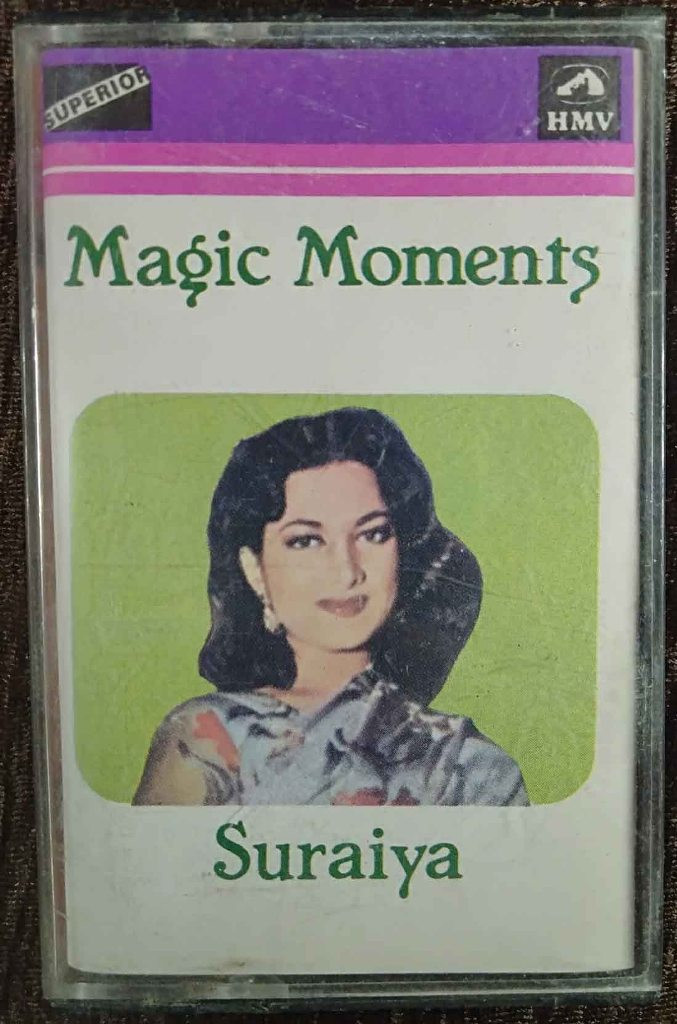 SUPERIOR
HMV
Magic Moments
Suraiya